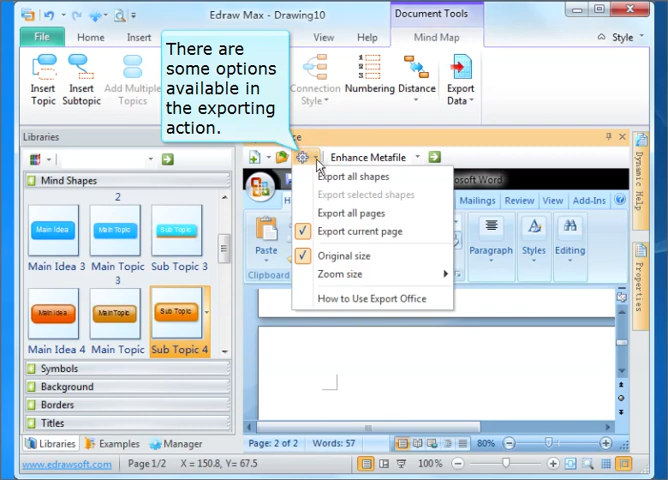 Edraw Max - Drawing10
Document Tools
File
Home
Insert
View
Help
Mind Map
Style
There are
some options
available in
the exporting
action.
Insert
Topic
Insert
Subtopic
Add Multiple
Topics
Connection
Style
Numbering
Distance
Export
Data
Libraries
Enhance Metafile
Mind Shapes
2
Main Idea
Main Topic
Sub Topic
Main Idea 3
Main Topic
3
Sub Topic 3
Main Idea
Main Topic
Sub Topic
Main Idea 4
Main Topic
Sub Topic 4
Symbols
Background
Borders
Titles
Libraries
Examples
Manager
Export all shapes
Export selected shapes
Export all pages
Export current page
Original size
Zoom size
How to Use Export Office
soft Word
Mailings
Review
View
Add-Ins
Paste
Clipboard
Paragraph
Styles
Editing
Dynamic Help
Properties
Page: 2 of 2
Words: 57
80%
www.edrawsoft.com
Page 1/2
X = 150.8, Y= 67.5
100%